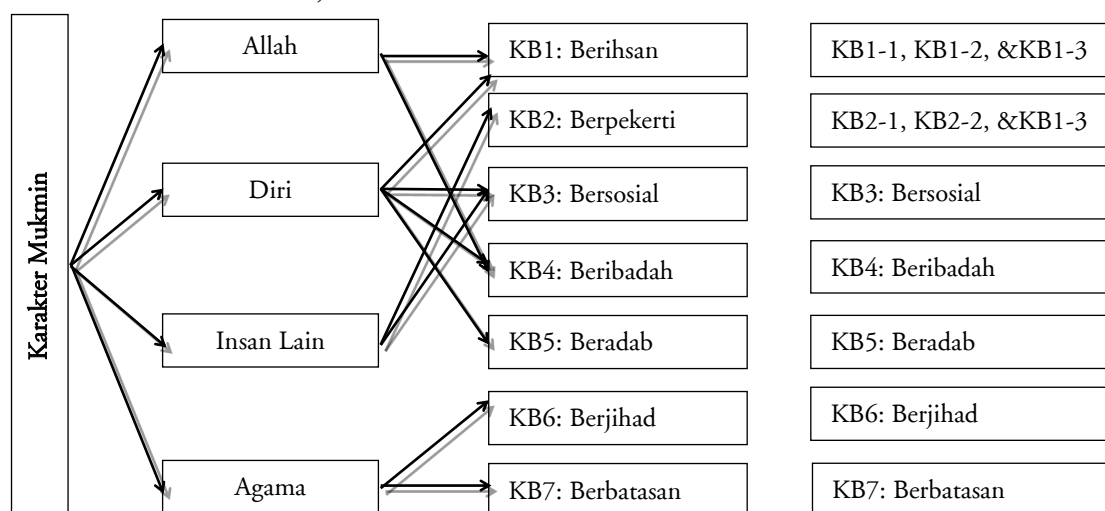 Karakter Mukmin
Allah
Diri
Insan Lain
Agama
KB1: Berihsan
KB2: Berpekerti
KB3: Bersosial
KB4: Beribadah
KB5: Beradab
KB6: Berjihad
KB7: Berbatasan
KB1-1, KB1-2, &KB1-3
KB2-1, KB2-2, &KB1-3
KB3: Bersosial
KB4: Beribadah
KB5: Beradab
KB6: Berjihad
KB7: Berbatasan